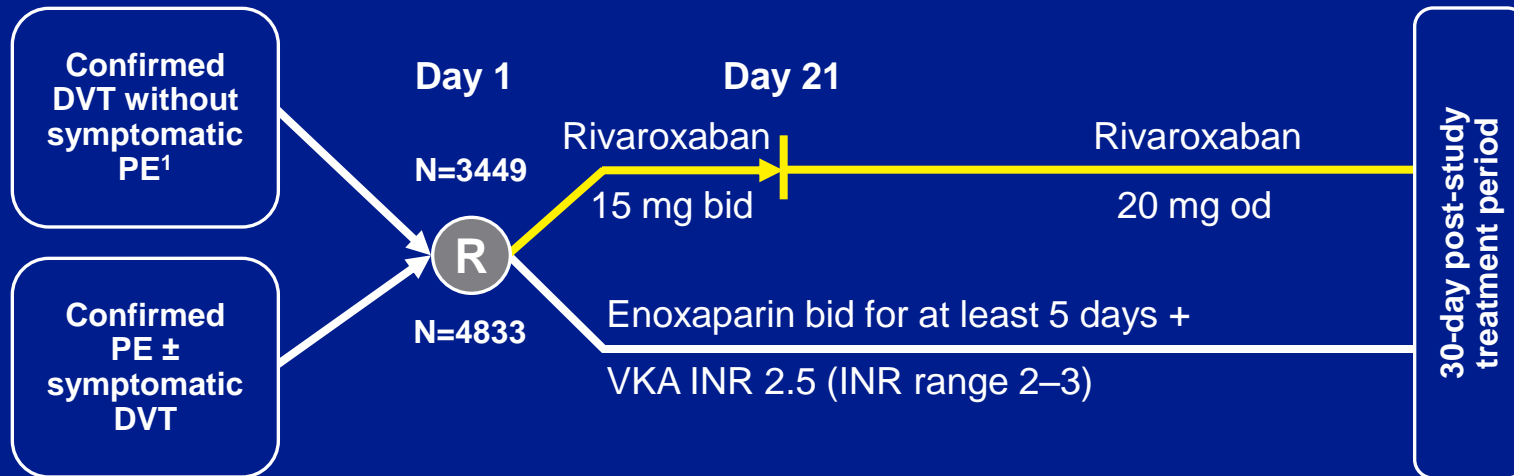 Confirmed
DVT without
symptomatic
PE¹
Confirmed
PE ±
symptomatic
DVT
Day 1
N=3449
R
N=4833
Day 21
Rivaroxaban
15 mg bid
Rivaroxaban
20 mg od
Enoxaparin bid for at least 5 days +
VKA INR 2.5 (INR range 2–3)
30-day post-study
treatment period